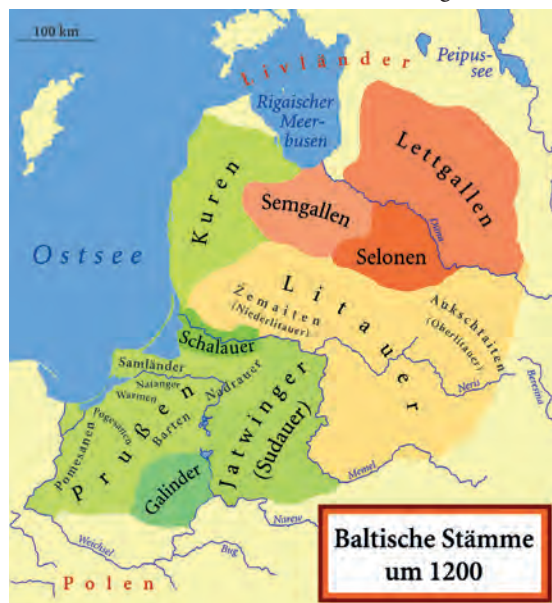 100 km
Livländer
Peipus-
see
Rigaischer
Meer-
busen
Lettgallen
Kuren
Semgallen
Düna
Ostsee
Selonen
Litauer
Žemaiten
(Niederlitauer)
Aukschtaiten
(Oberlitauer)
Schalauer
Samländer
Natanger
Warmen
Nadrauer
Neris
Beresina
Pogesanen
Barten
Pomesanen
Prußen
Jatwinger
(Sudauer)
Galinder
Memel
Narew
Weichsel
Bug
Polen
Baltische Stämme
um 1200